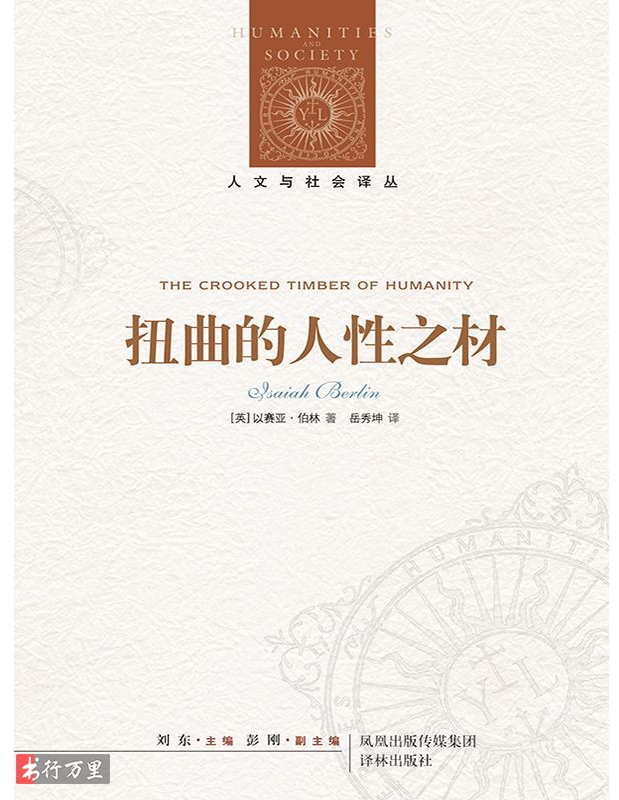 HUMANITIES
AND
SOCIETY
YL
人文与社会译丛
THE CROOKED TIMBER OF HUMANITY
扭曲的人性之材
Isaiah Berlin
[英]以赛亚·伯林 著 岳秀坤 译
HUMANITIES
YL
刘东·主编 彭刚·副主编
凤凰出版传媒集团
译林出版社
书行万里